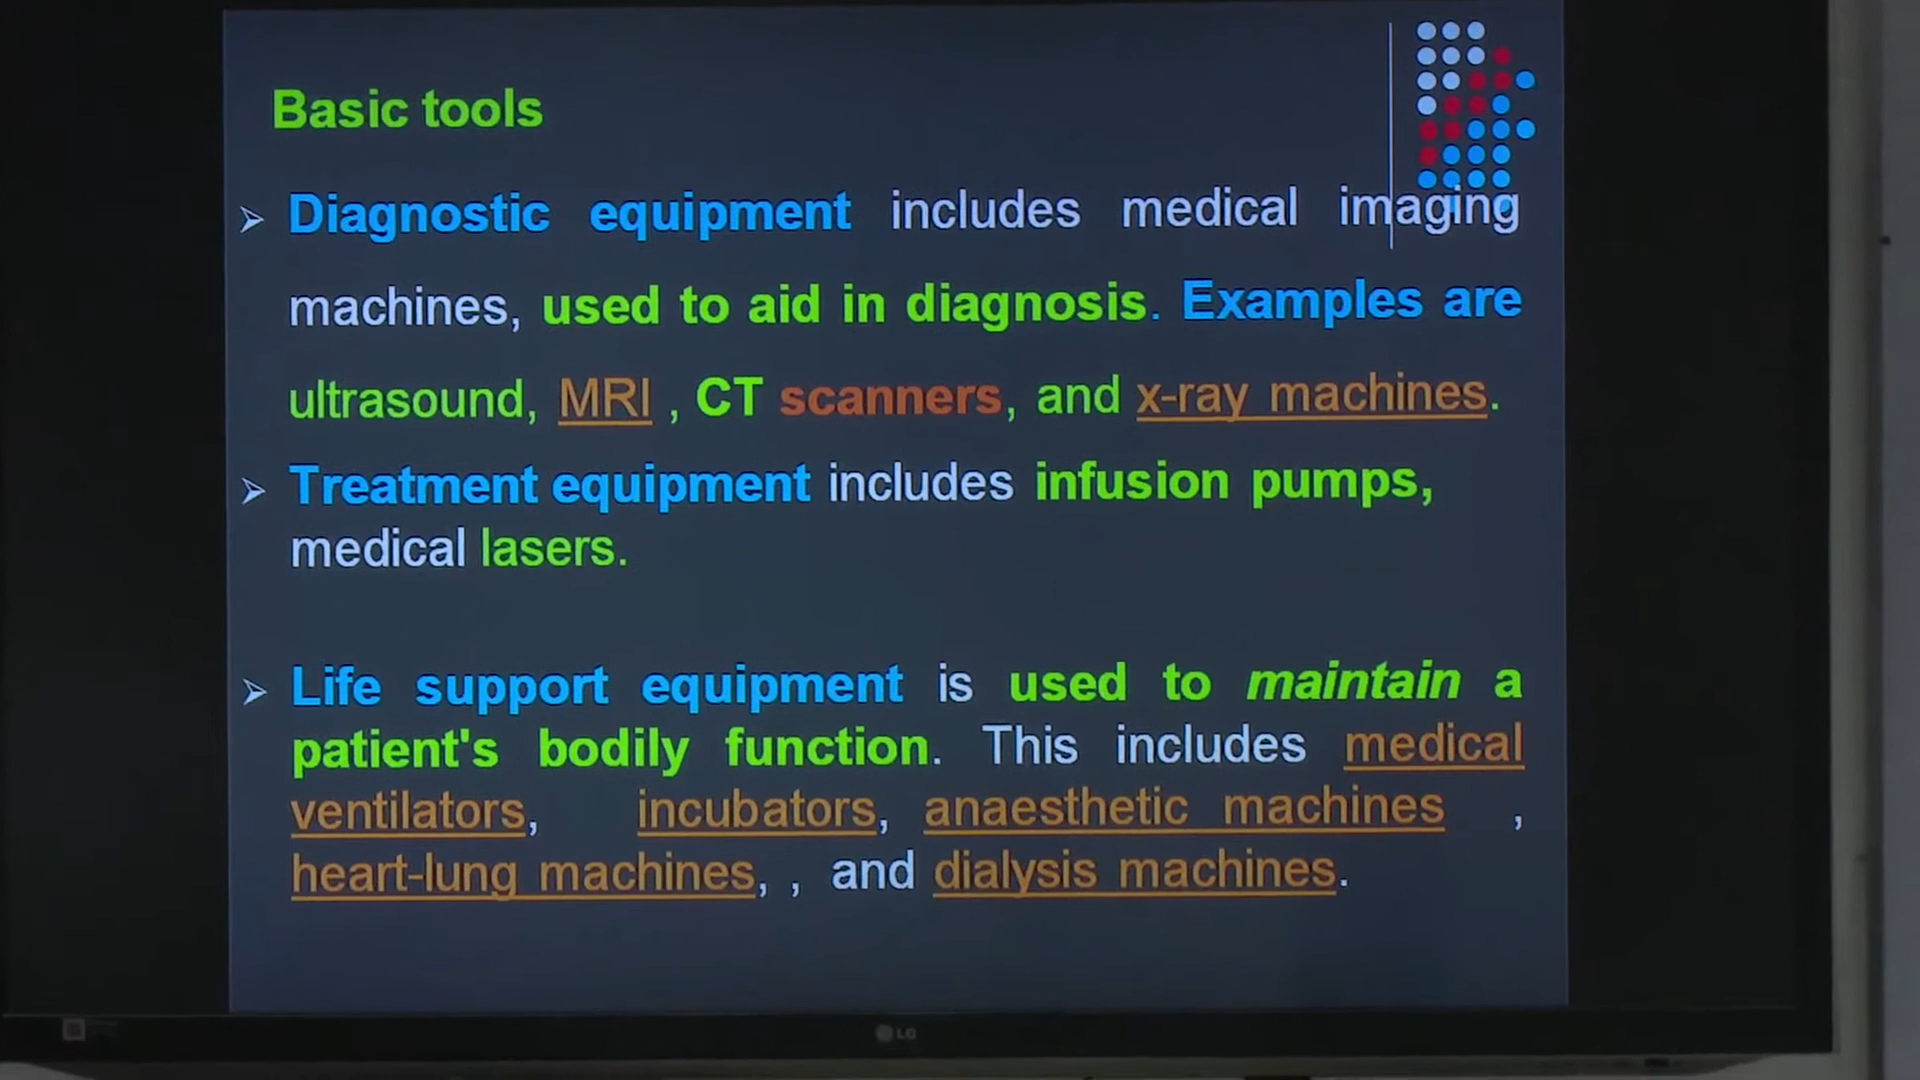 Basic tools
Diagnostic equipment includes medical imaging
machines, used to aid in diagnosis. Examples are
ultrasound, MRI , CT scanners, and x-ray machines.
Treatment equipment includes infusion pumps,
medical lasers.
Life support equipment is used to maintain a
patient's bodily function. This includes medical
ventilators, incubators, anaesthetic machines ,
heart-lung machines, , and dialysis machines.
LG